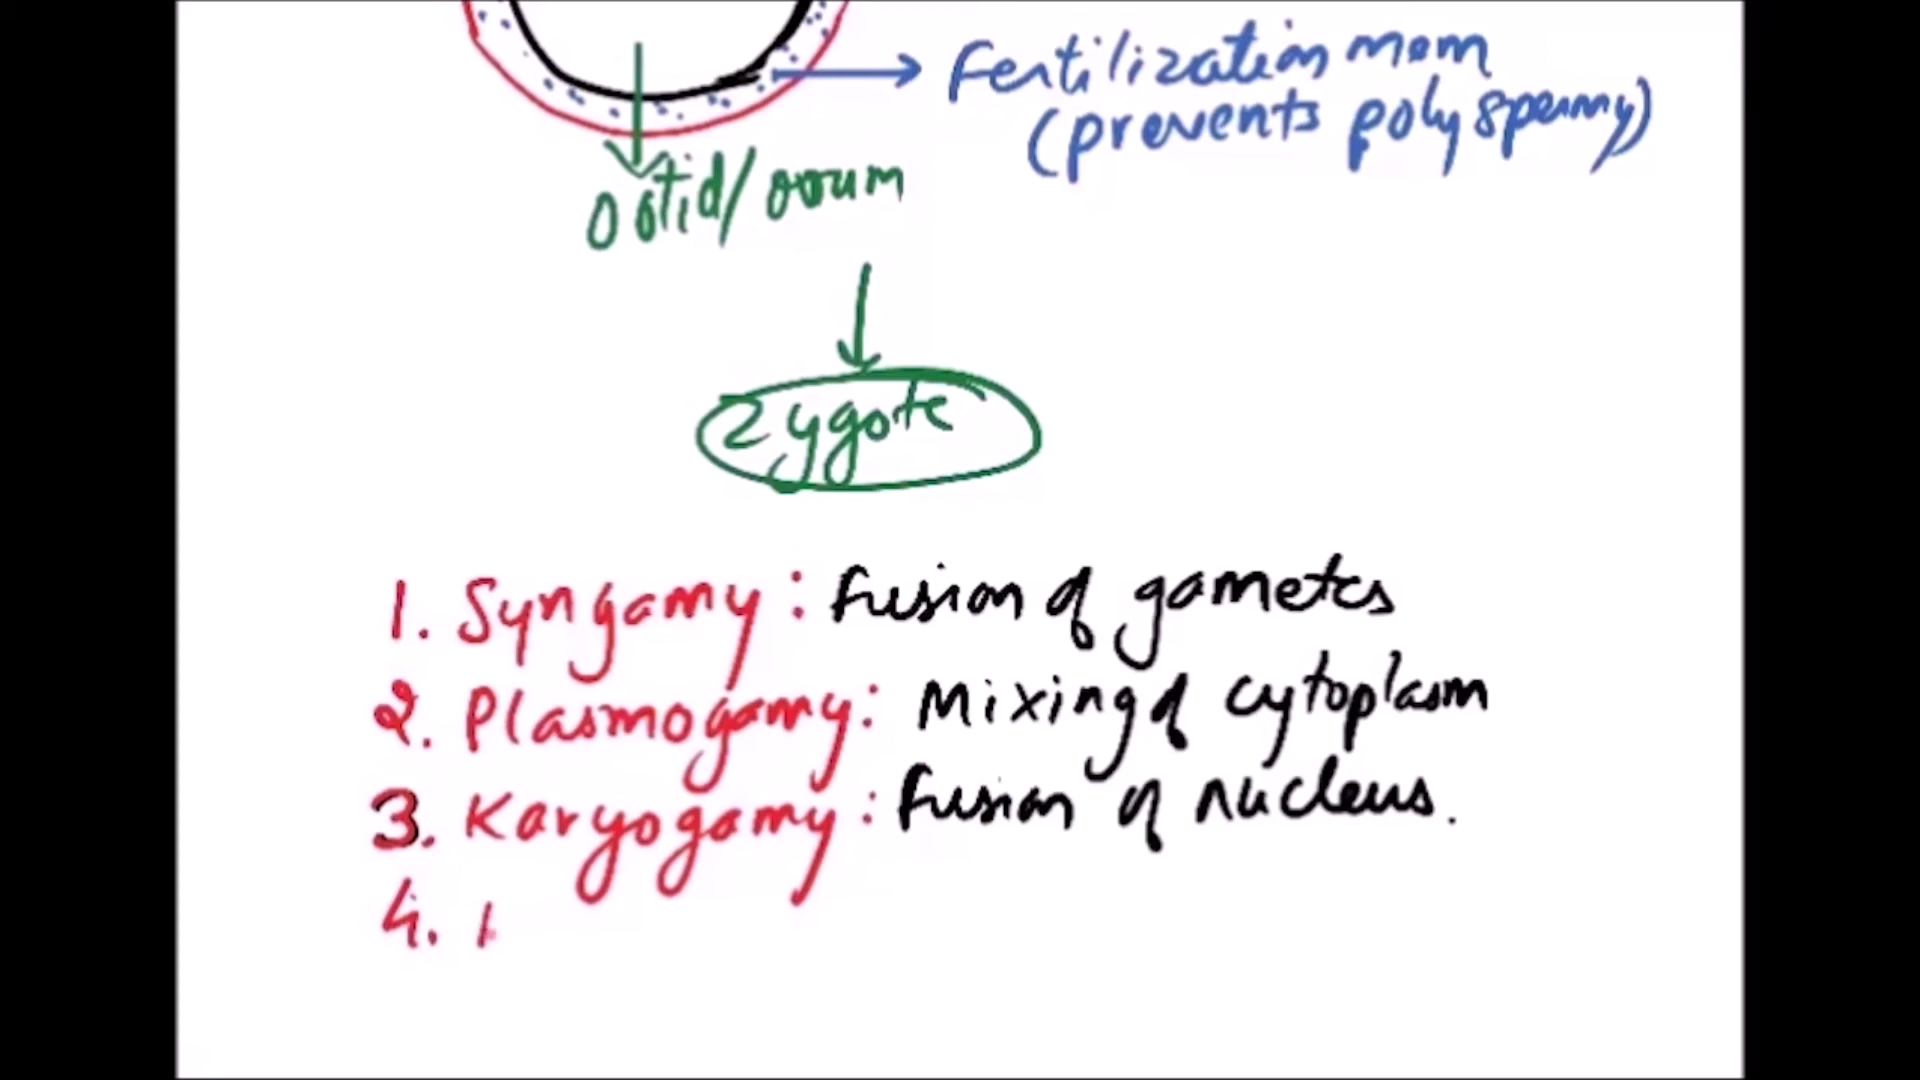 Fertilization mem
(prevents polyspermy)
Ootid/ovum
Zygote
1. Syngamy: Fusion of gametes
2. Plasmogamy: Mixing of cytoplasm
3. Karyogamy: Fusion of nucleus.
4.